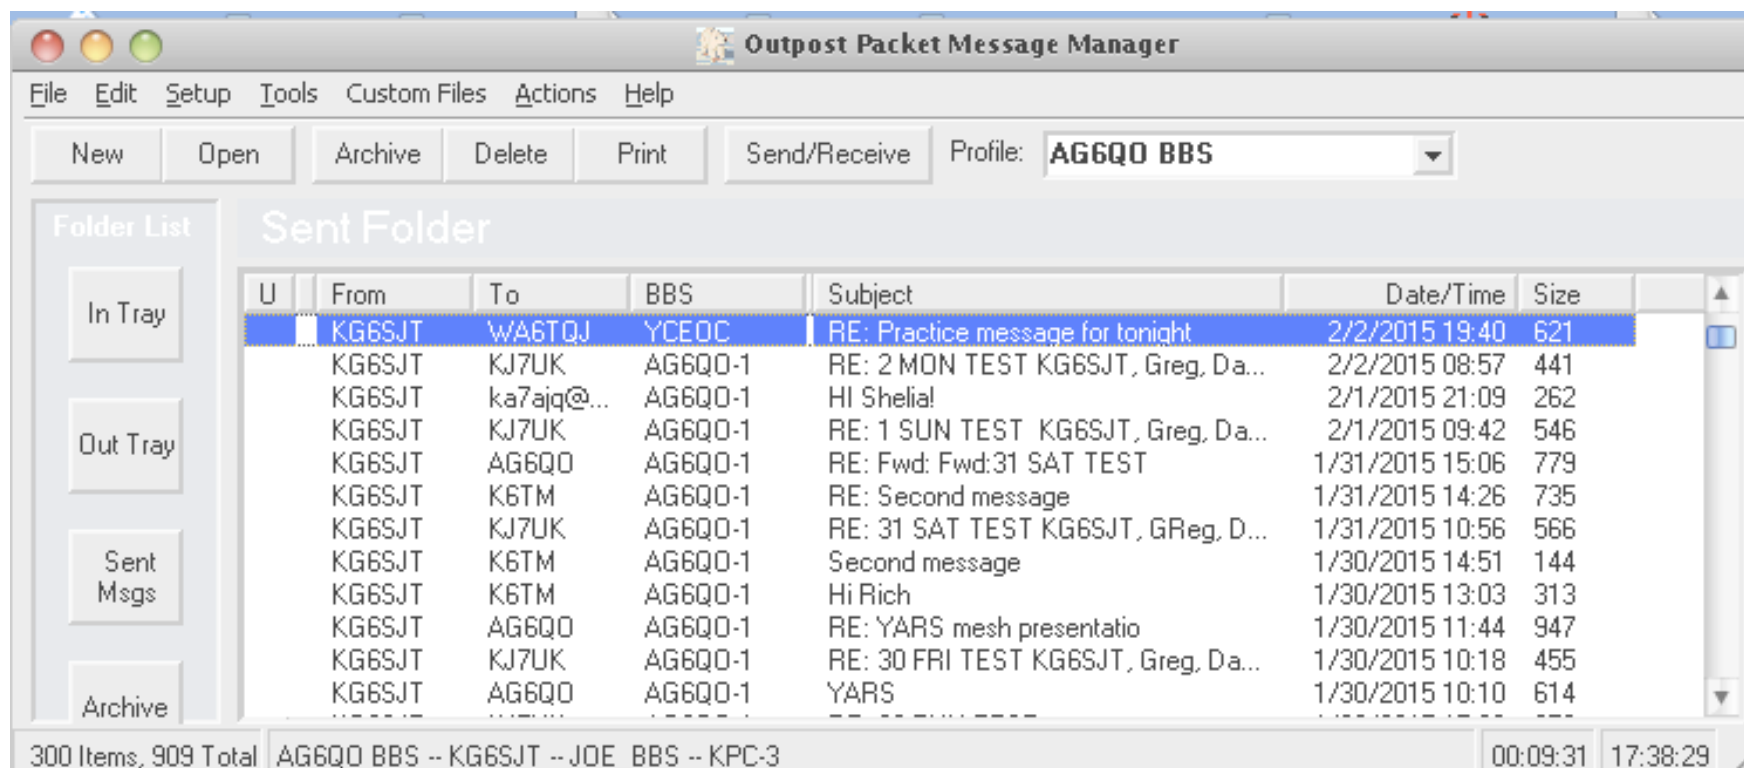 Outpost Packet Message Manager
File Edit Setup Tools Custom Files Actions Help
New Open Archive Delete Print Send/Receive Profile: AG6QO BBS
Folder List Sent Folder
In Tray
Out Tray
Sent Msgs
Archive
U From To BBS Subject Date/Time Size
KG6SJT WA6TQJ YCEOC RE: Practice message for tonight 2/2/2015 19:40 621
KG6SJT KJ7UK AG6QO-1 RE: 2 MON TEST KG6SJT, Greg, Da... 2/2/2015 08:57 441
KG6SJT ka7ajq@... AG6QO-1 HI Shelia! 2/1/2015 21:09 262
KG6SJT KJ7UK AG6QO-1 RE: 1 SUN TEST  KG6SJT, Greg, Da... 2/1/2015 09:42 546
KG6SJT AG6QO AG6QO-1 RE: Fwd: Fwd:31 SAT TEST 1/31/2015 15:06 779
KG6SJT K6TM AG6QO-1 RE: Second message 1/31/2015 14:26 735
KG6SJT KJ7UK AG6QO-1 RE: 31 SAT TEST KG6SJT, GReg, D... 1/31/2015 10:56 566
KG6SJT K6TM AG6QO-1 Second message 1/30/2015 14:51 144
KG6SJT K6TM AG6QO-1 Hi Rich 1/30/2015 13:03 313
KG6SJT AG6QO AG6QO-1 RE: YARS mesh presentatio 1/30/2015 11:44 947
KG6SJT KJ7UK AG6QO-1 RE: 30 FRI TEST KG6SJT, Greg, Da... 1/30/2015 10:18 455
KG6SJT AG6QO AG6QO-1 YARS 1/30/2015 10:10 614
300 Items, 909 Total AG6QO BBS -- KG6SJT -- JOE_BBS -- KPC-3 00:09:31 17:38:29